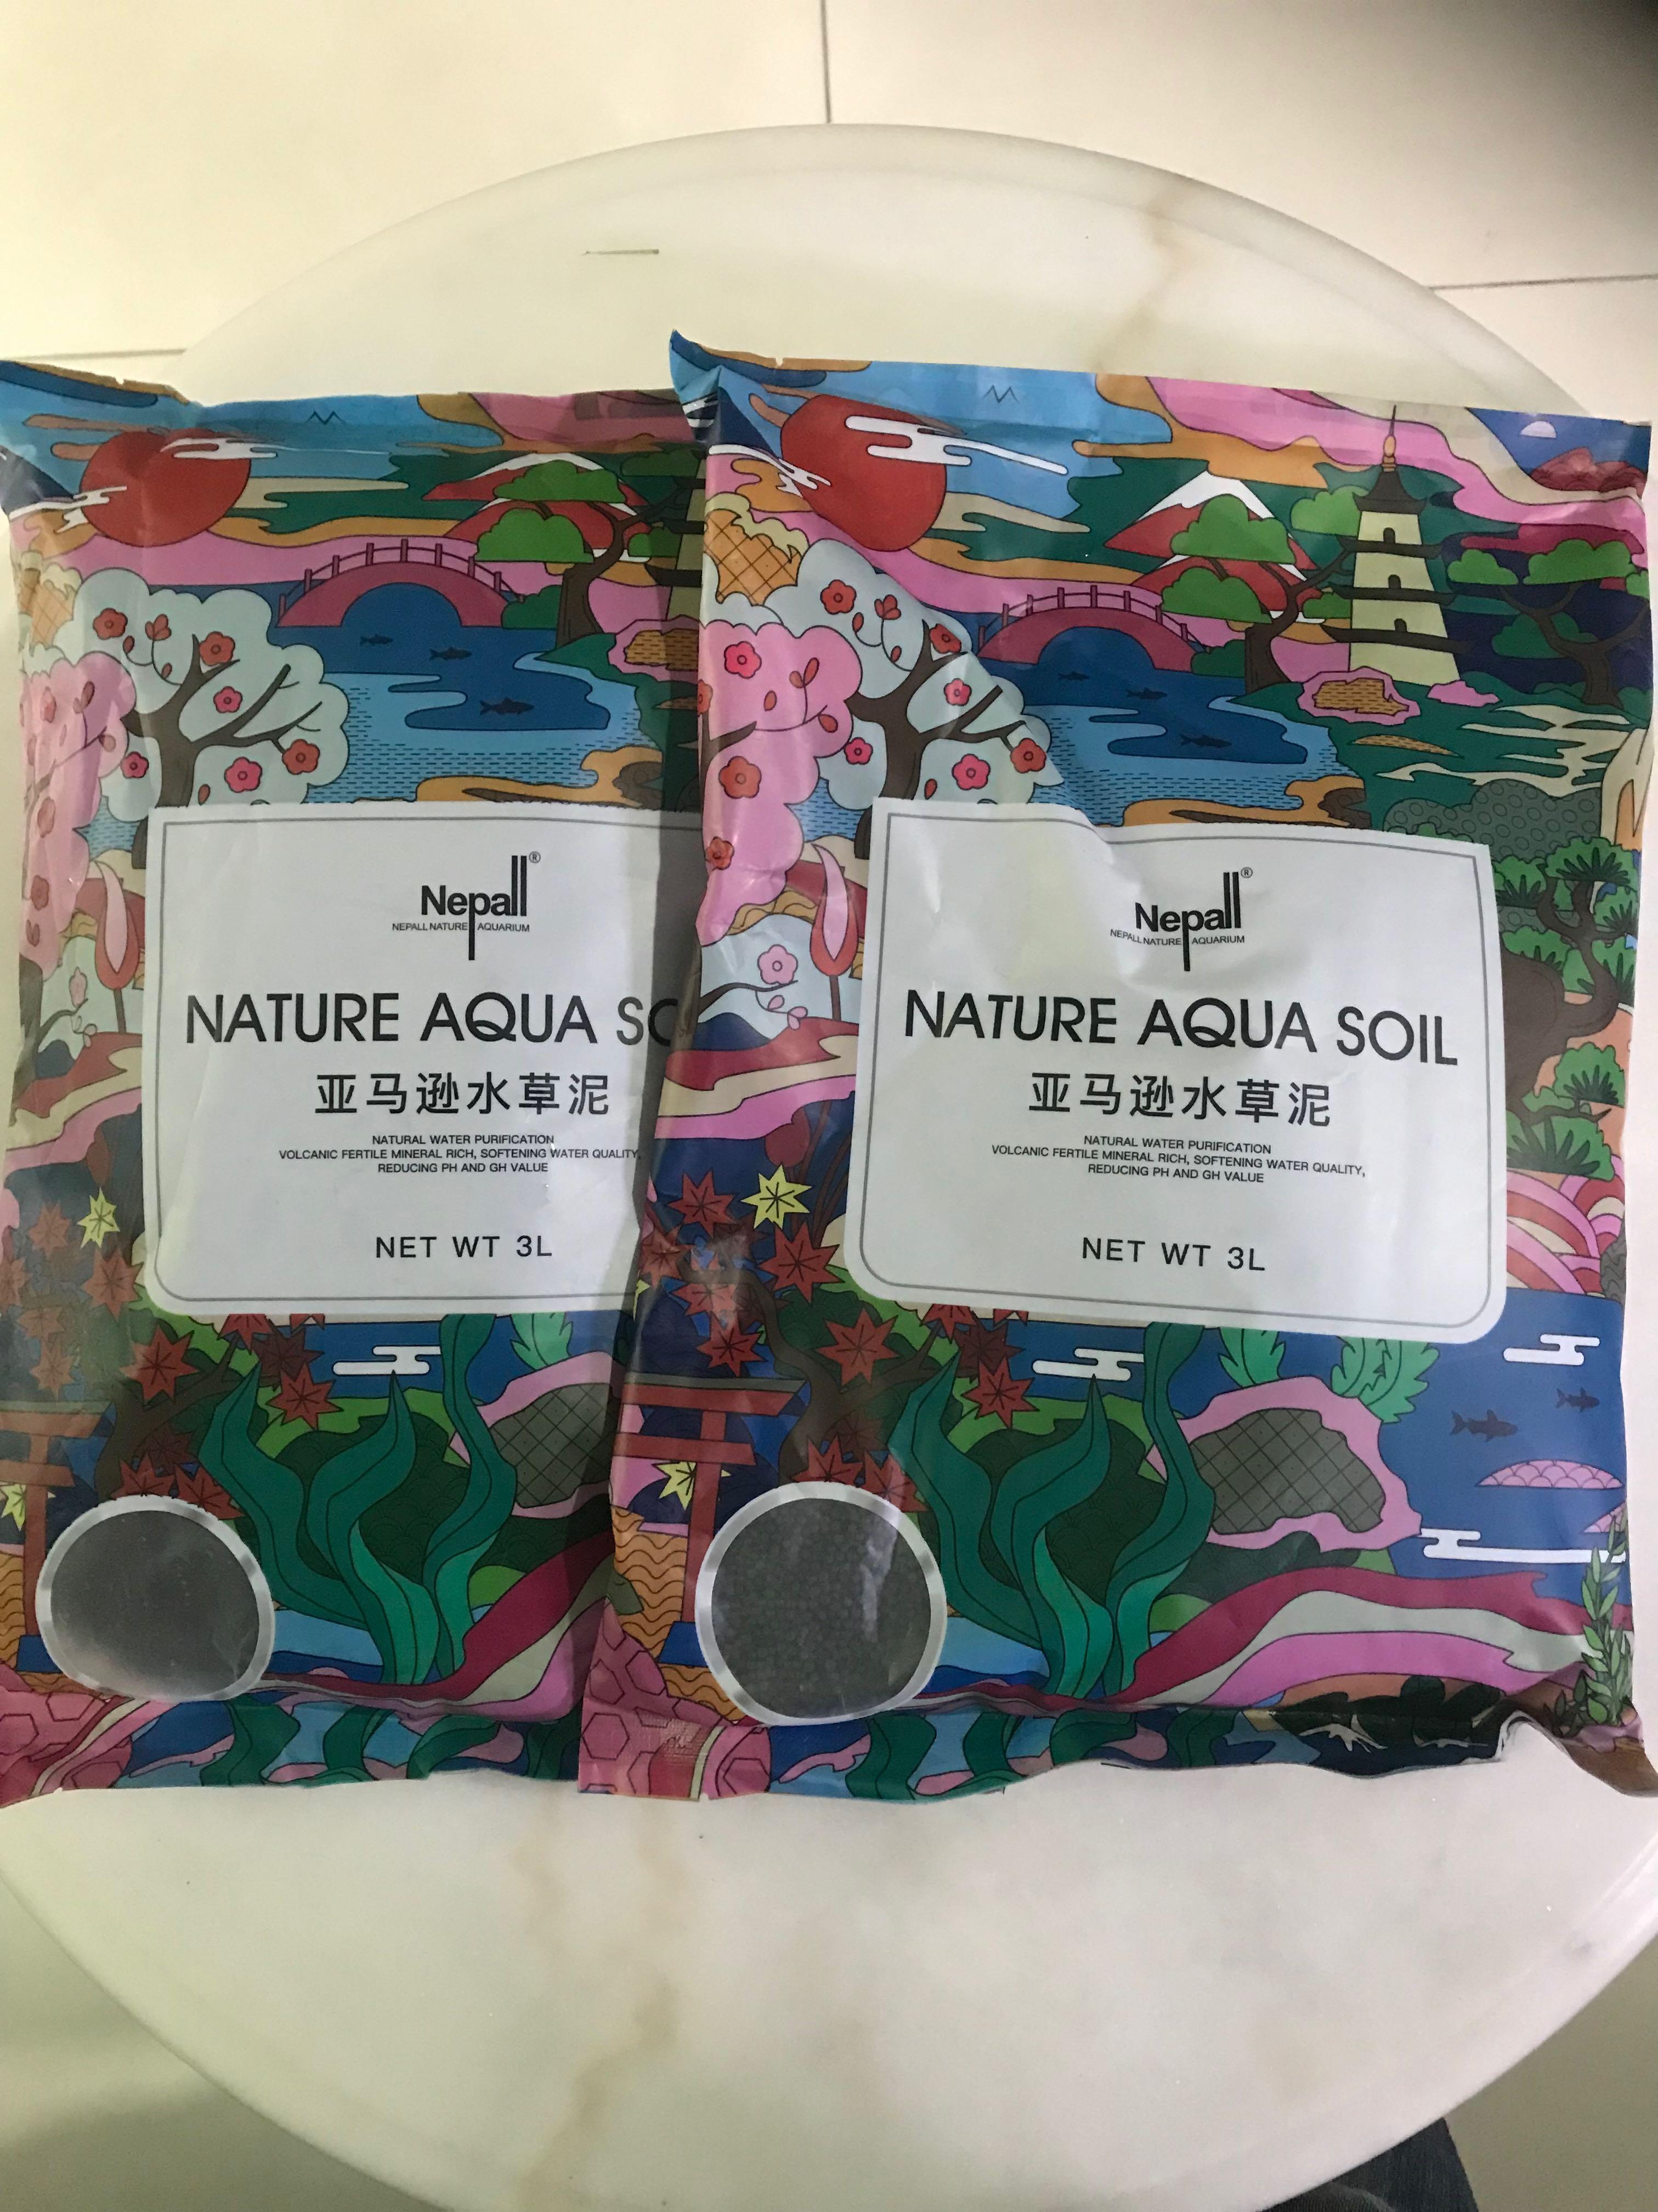 Nepall®
NEPALL NATURE AQUARIUM
NATURE AQUA
亚马逊水草泥
NATURAL WATER PURIFICATION
VOLCANIC FERTILE MINERAL RICH, SOFTENING WATER QUALITY,
REDUCING PH AND GH VALUE
NET WT 3L
Nepall®
NEPALL NATURE AQUARIUM
NATURE AQUA SOIL
亚马逊水草泥
NATURAL WATER PURIFICATION
VOLCANIC FERTILE MINERAL RICH, SOFTENING WATER QUALITY,
REDUCING PH AND GH VALUE
NET WT 3L